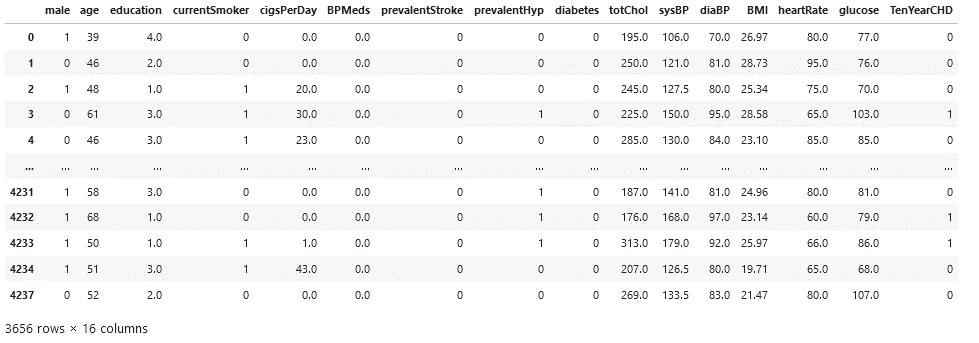 male age education currentSmoker cigsPerDay BPMeds prevalentStroke prevalentHyp diabetes totChol sysBP diaBP BMI heartRate glucose TenYearCHD
0 1 39 4.0 0 0.0 0.0 0 0 0 195.0 106.0 70.0 26.97 80.0 77.0 0
1 0 46 2.0 0 0.0 0.0 0 0 0 250.0 121.0 81.0 28.73 95.0 76.0 0
2 1 48 1.0 1 20.0 0.0 0 0 0 245.0 127.5 80.0 25.34 75.0 70.0 0
3 0 61 3.0 1 30.0 0.0 0 1 0 225.0 150.0 95.0 28.58 65.0 103.0 1
4 0 46 3.0 1 23.0 0.0 0 0 0 285.0 130.0 84.0 23.10 85.0 85.0 0
... ... ... ... ... ... ... ... ... ... ... ... ... ... ... ... ...
4231 1 58 3.0 0 0.0 0.0 0 1 0 187.0 141.0 81.0 24.96 80.0 81.0 0
4232 1 68 1.0 0 0.0 0.0 0 1 0 176.0 168.0 97.0 23.14 60.0 79.0 1
4233 1 50 1.0 1 1.0 0.0 0 1 0 313.0 179.0 92.0 25.97 66.0 86.0 1
4234 1 51 3.0 1 43.0 0.0 0 0 0 207.0 126.5 80.0 19.71 65.0 68.0 0
4237 0 52 2.0 0 0.0 0.0 0 0 0 269.0 133.5 83.0 21.47 80.0 107.0 0
3656 rows × 16 columns